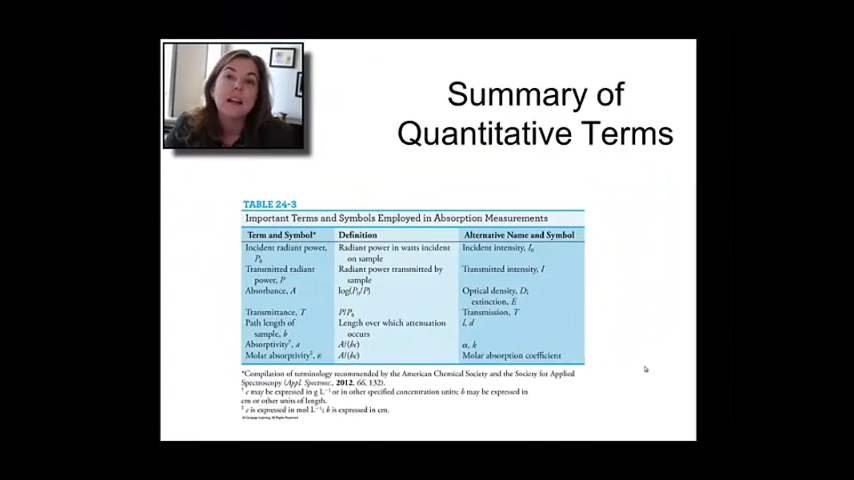 Summary of
Quantitative Terms
TABLE 24-3
Important Terms and Symbols Employed in Absorption Measurements
Term and Symbol* Definition Alternative Name and Symbol
Incident radiant power, Radiant power in watts incident Incident intensity, I₀
P₀ on sample
Transmitted radiant Radiant power transmitted by Transmitted intensity, I
power, P sample
Absorbance, A log(P₀/P) Optical density, D;
extinction, E
Transmittance, T P/P₀ Transmission, T
Path length of Length over which attenuation l, d
sample, b occurs
Absorptivity†, a A/(bc) α, k
Molar absorptivity‡, ε A/(bc) Molar absorption coefficient
*Compilation of terminology recommended by the American Chemical Society and the Society for Applied
Spectroscopy (Appl. Spectrosc., 2012, 66, 132).
† c may be expressed in g L⁻¹ or in other specified concentration units; b may be expressed in
cm or other units of length.
‡ c is expressed in mol L⁻¹; b is expressed in cm.
© Cengage Learning. All Rights Reserved.